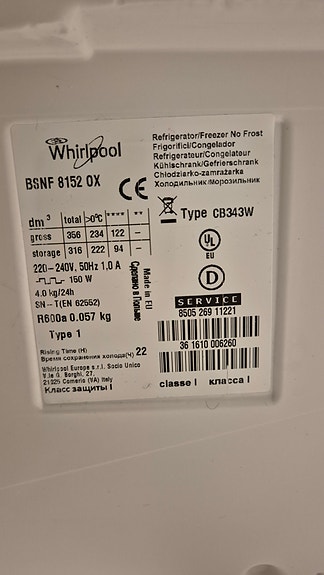 Whirlpool
Refrigerator/Freezer No Frost
Frigorifici/Congelador
Refrigerateur/Congelateur
Kühlschrank/Gefrierschrank
Chłodziarko-zamrażarka
Холодильник/Морозильник
BSNF 8152 OX
CE
Type CB343W
dm³ total >0°C **** **
gross 356 234 122 –
storage 316 222 94 –
220-240V, 50Hz 1.0 A
150 W
4.0 kg/24h
SN-T(EN 62552)
R600a 0.057 kg
Type 1
Made in EU
Сделано в Польше
UL
EU
D
SERVICE
8505 269 11221
36 1610 006260
Rising Time (H)
Время сохранения холода(Ч) 22
Whirlpool Europe s.r.l. Socio Unico
V.le G. Borghi, 27,
21025 Comerio (VA) Italy
Класс защиты I
classe I класса I